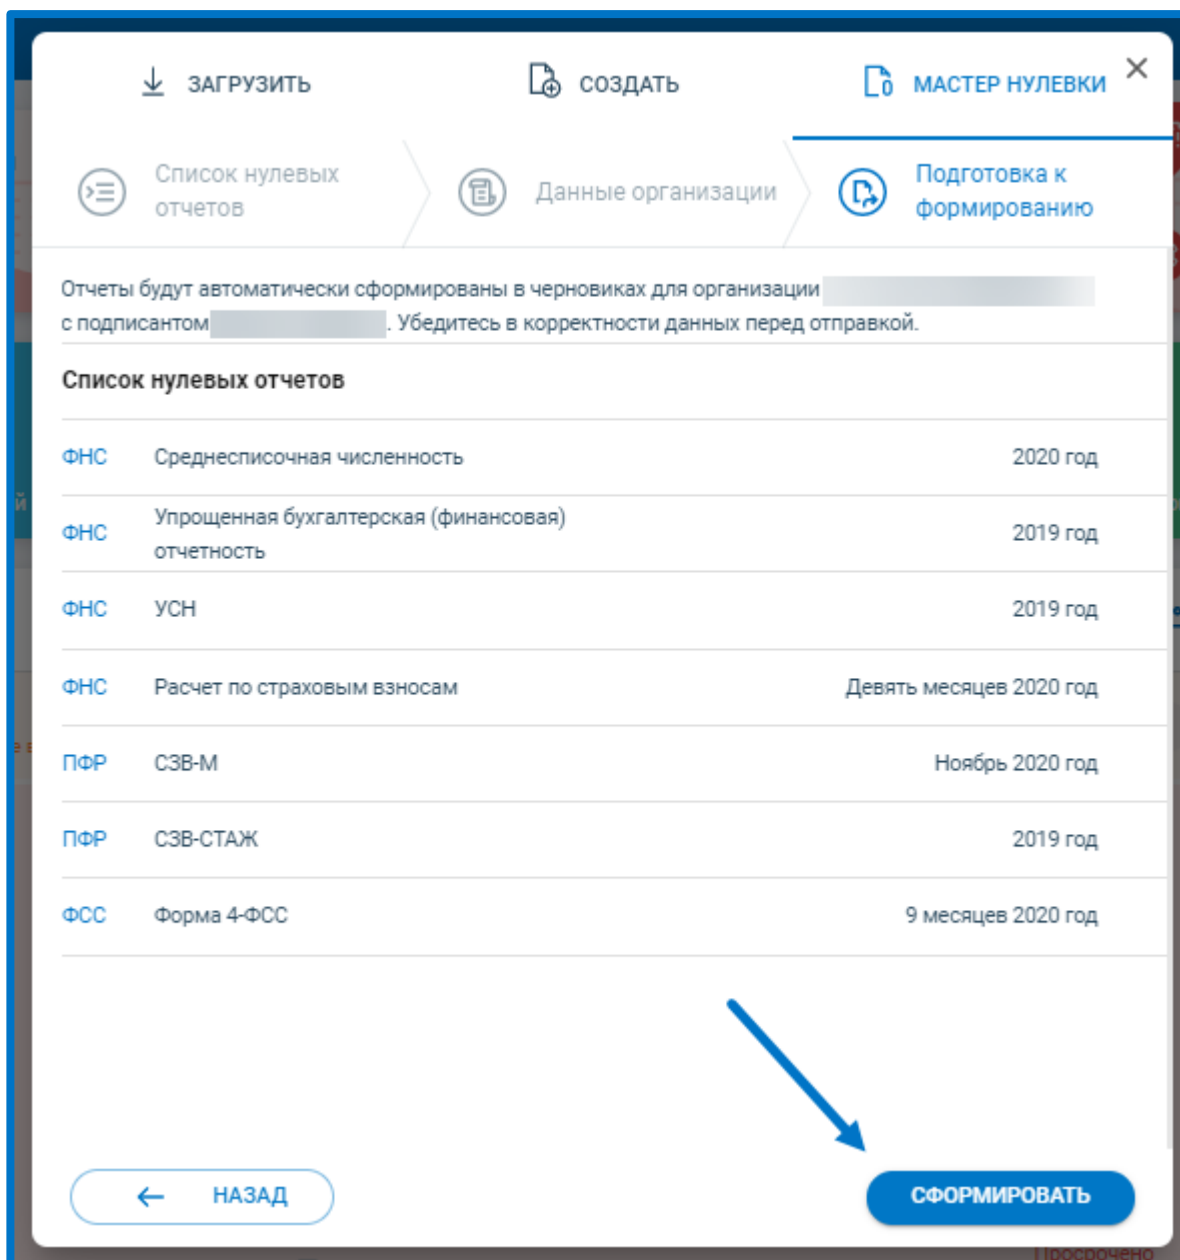 ЗАГРУЗИТЬ
СОЗДАТЬ
МАСТЕР НУЛЕВКИ
Список нулевых
отчетов
Данные организации
Подготовка к
формированию
Отчеты будут автоматически сформированы в черновиках для организации
с подписантом . Убедитесь в корректности данных перед отправкой.
Список нулевых отчетов
ФНС Среднесписочная численность 2020 год
ФНС Упрощенная бухгалтерская (финансовая)
отчетность 2019 год
ФНС УСН 2019 год
ФНС Расчет по страховым взносам Девять месяцев 2020 год
ПФР СЗВ-М Ноябрь 2020 год
ПФР СЗВ-СТАЖ 2019 год
ФСС Форма 4-ФСС 9 месяцев 2020 год
НАЗАД
СФОРМИРОВАТЬ
Просрочено